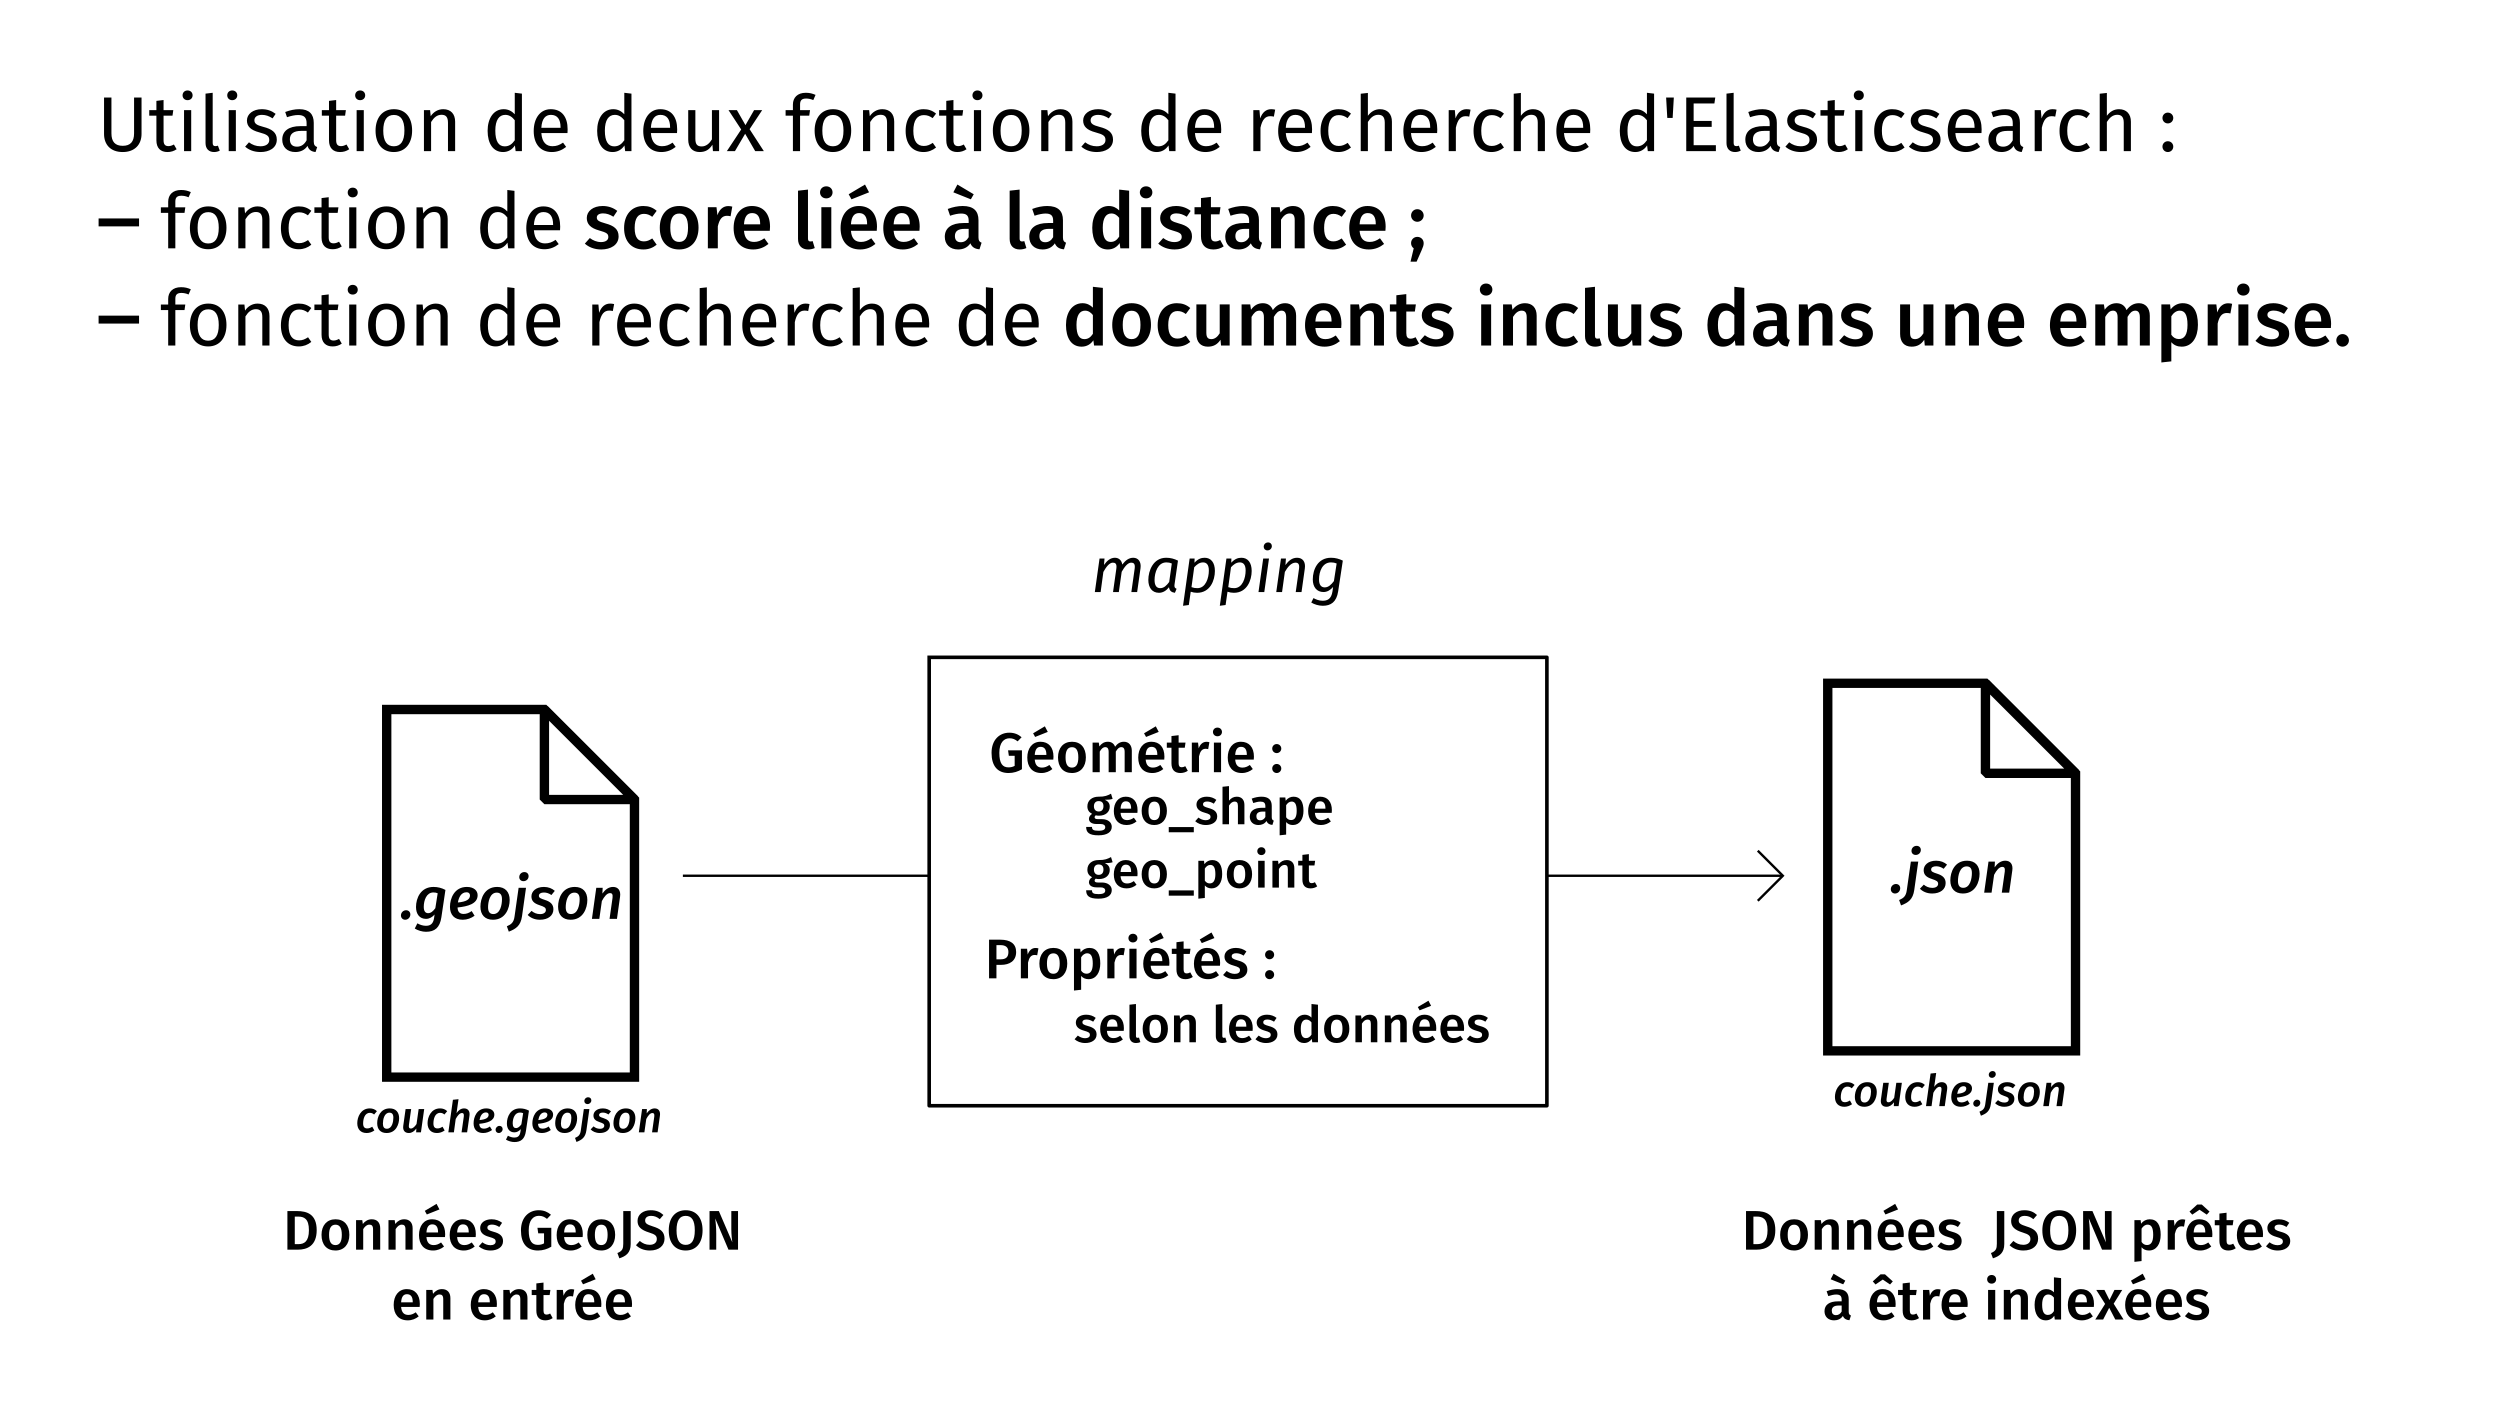 Utilisation de deux fonctions de recherche d'Elasticsearch :
– fonction de score liée à la distance ;
– fonction de recherche de documents inclus dans une emprise.
mapping
Géométrie :
geo_shape
geo_point
Propriétés :
selon les données
.geojson
couche.geojson
.json
couche.json
Données GeoJSON
en entrée
Données JSON prêtes
à être indexées